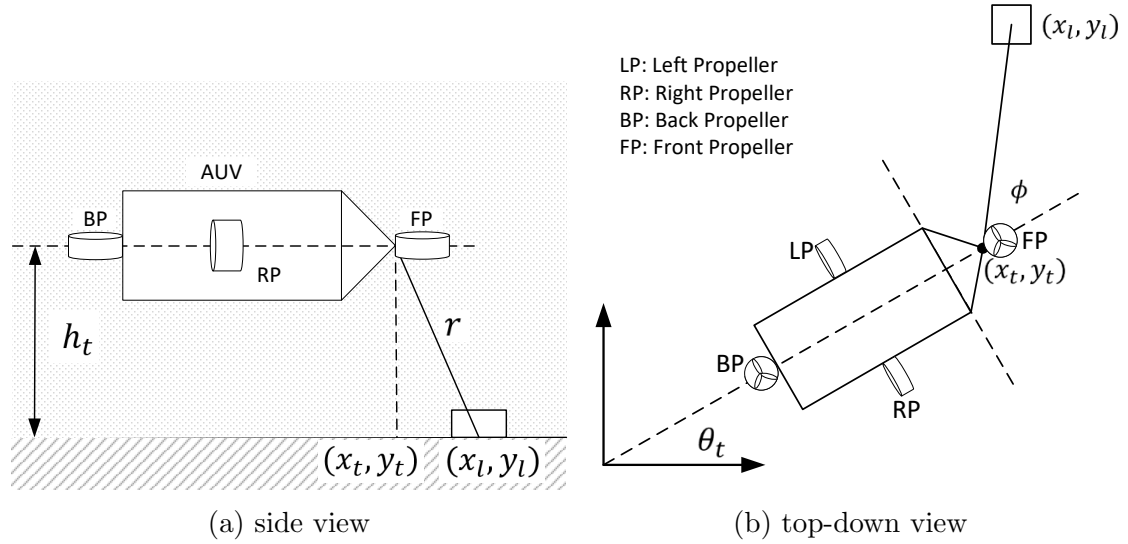 AUV
BP
FP
RP
h_t
r
(x_t, y_t)
(x_l, y_l)
(a) side view
(x_l, y_l)
LP: Left Propeller
RP: Right Propeller
BP: Back Propeller
FP: Front Propeller
ϕ
LP
FP
(x_t, y_t)
BP
RP
θ_t
(b) top-down view